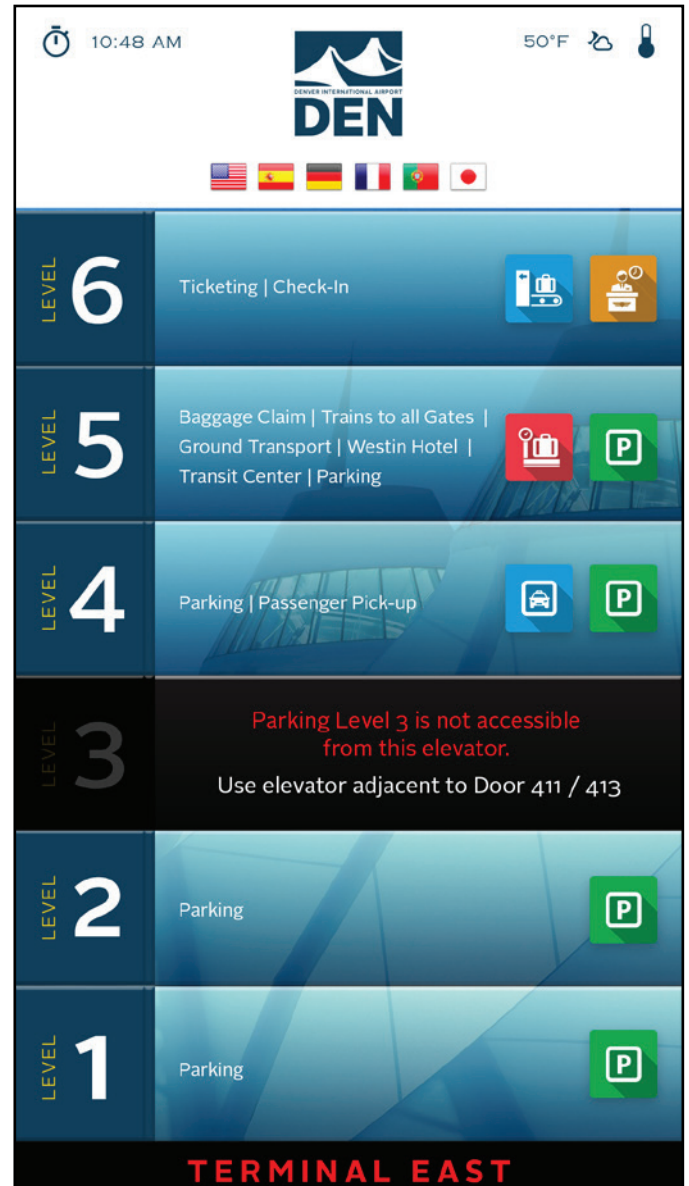 10:48 AM
50°F
DENVER INTERNATIONAL AIRPORT
DEN
LEVEL 6
Ticketing | Check-In
LEVEL 5
Baggage Claim | Trains to all Gates |
Ground Transport | Westin Hotel |
Transit Center | Parking
P
LEVEL 4
Parking | Passenger Pick-up
P
LEVEL 3
Parking Level 3 is not accessible
from this elevator.
Use elevator adjacent to Door 411 / 413
LEVEL 2
Parking
P
LEVEL 1
Parking
P
TERMINAL EAST